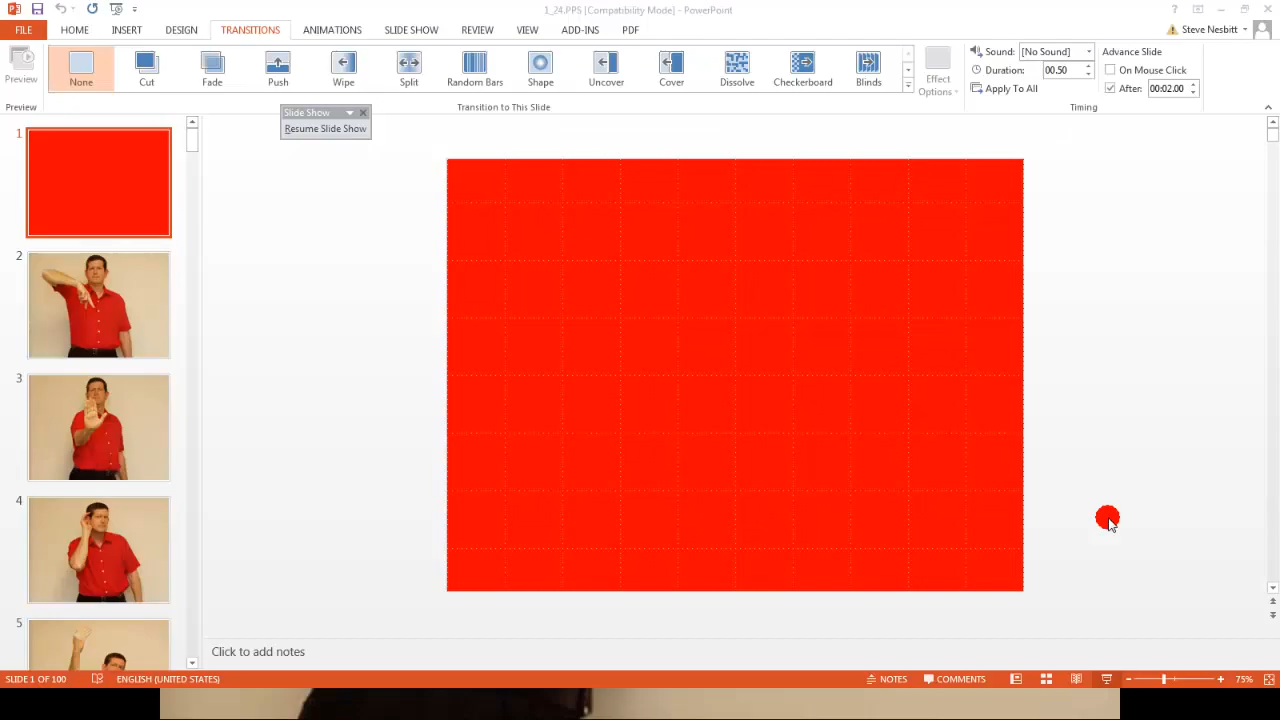 1_24.PPS [Compatibility Mode] - PowerPoint
FILE HOME INSERT DESIGN TRANSITIONS ANIMATIONS SLIDE SHOW REVIEW VIEW ADD-INS PDF Steve Nesbitt
Preview None Cut Fade Push Wipe Split Random Bars Shape Uncover Cover Dissolve Checkerboard Blinds Effect Options
Sound: [No Sound] Advance Slide
Duration: 00.50 On Mouse Click
Apply To All After: 00:02.00
Preview Transition to This Slide Timing
Slide Show
Resume Slide Show
1
2
3
4
5
Click to add notes
SLIDE 1 OF 100 ENGLISH (UNITED STATES) NOTES COMMENTS 75%